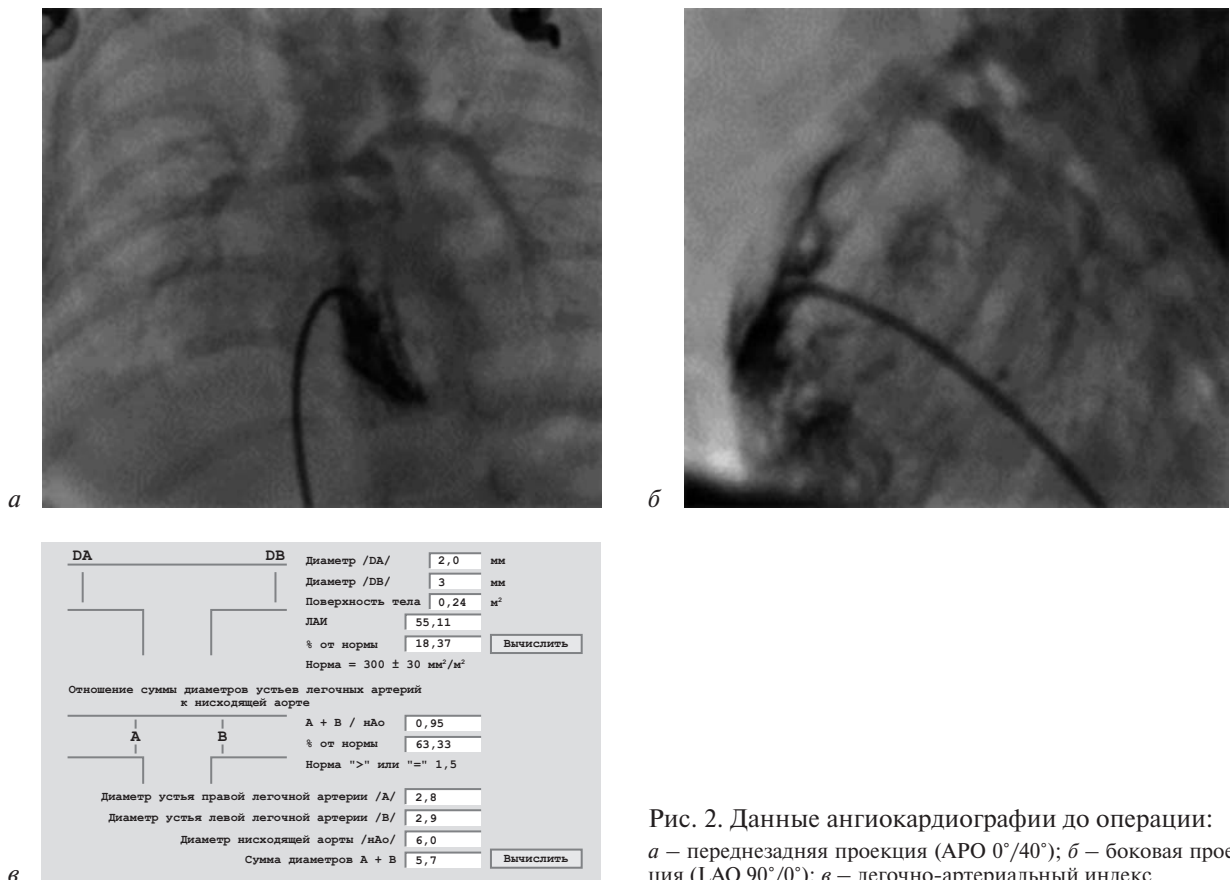 а
б
DA DB
Диаметр /DA/ 2,0 мм
Диаметр /DB/ 3 мм
Поверхность тела 0,24 м²
ЛАИ 55,11
% от нормы 18,37 Вычислить
Норма = 300 ± 30 мм²/м²
Отношение суммы диаметров устьев легочных артерий
к нисходящей аорте
A B
A + B / нАо 0,95
% от нормы 63,33
Норма ">" или "=" 1,5
Диаметр устья правой легочной артерии /A/ 2,8
Диаметр устья левой легочной артерии /B/ 2,9
Диаметр нисходящей аорты /нАо/ 6,0
Сумма диаметров A + B 5,7 Вычислить
в
Рис. 2. Данные ангиокардиографии до операции:
а – переднезадняя проекция (APO 0°/40°); б – боковая проек-
ция (LAO 90°/0°); в – легочно-артериальный индекс